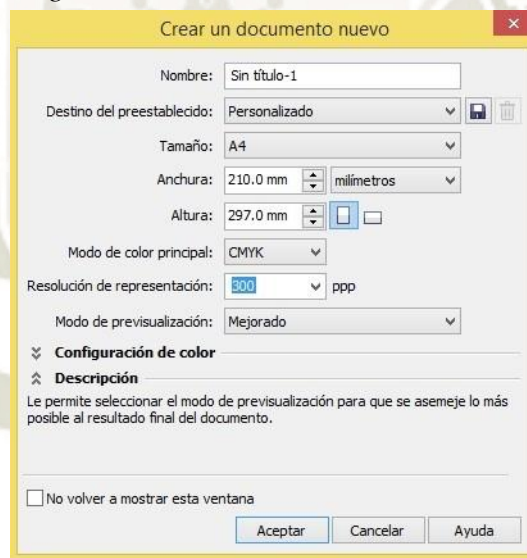 Crear un documento nuevo
Nombre: Sin título-1
Destino del preestablecido: Personalizado
Tamaño: A4
Anchura: 210.0 mm milímetros
Altura: 297.0 mm
Modo de color principal: CMYK
Resolución de representación: 300 ppp
Modo de previsualización: Mejorado
Configuración de color
Descripción
Le permite seleccionar el modo de previsualización para que se asemeje lo más
posible al resultado final del documento.
No volver a mostrar esta ventana
Aceptar Cancelar Ayuda